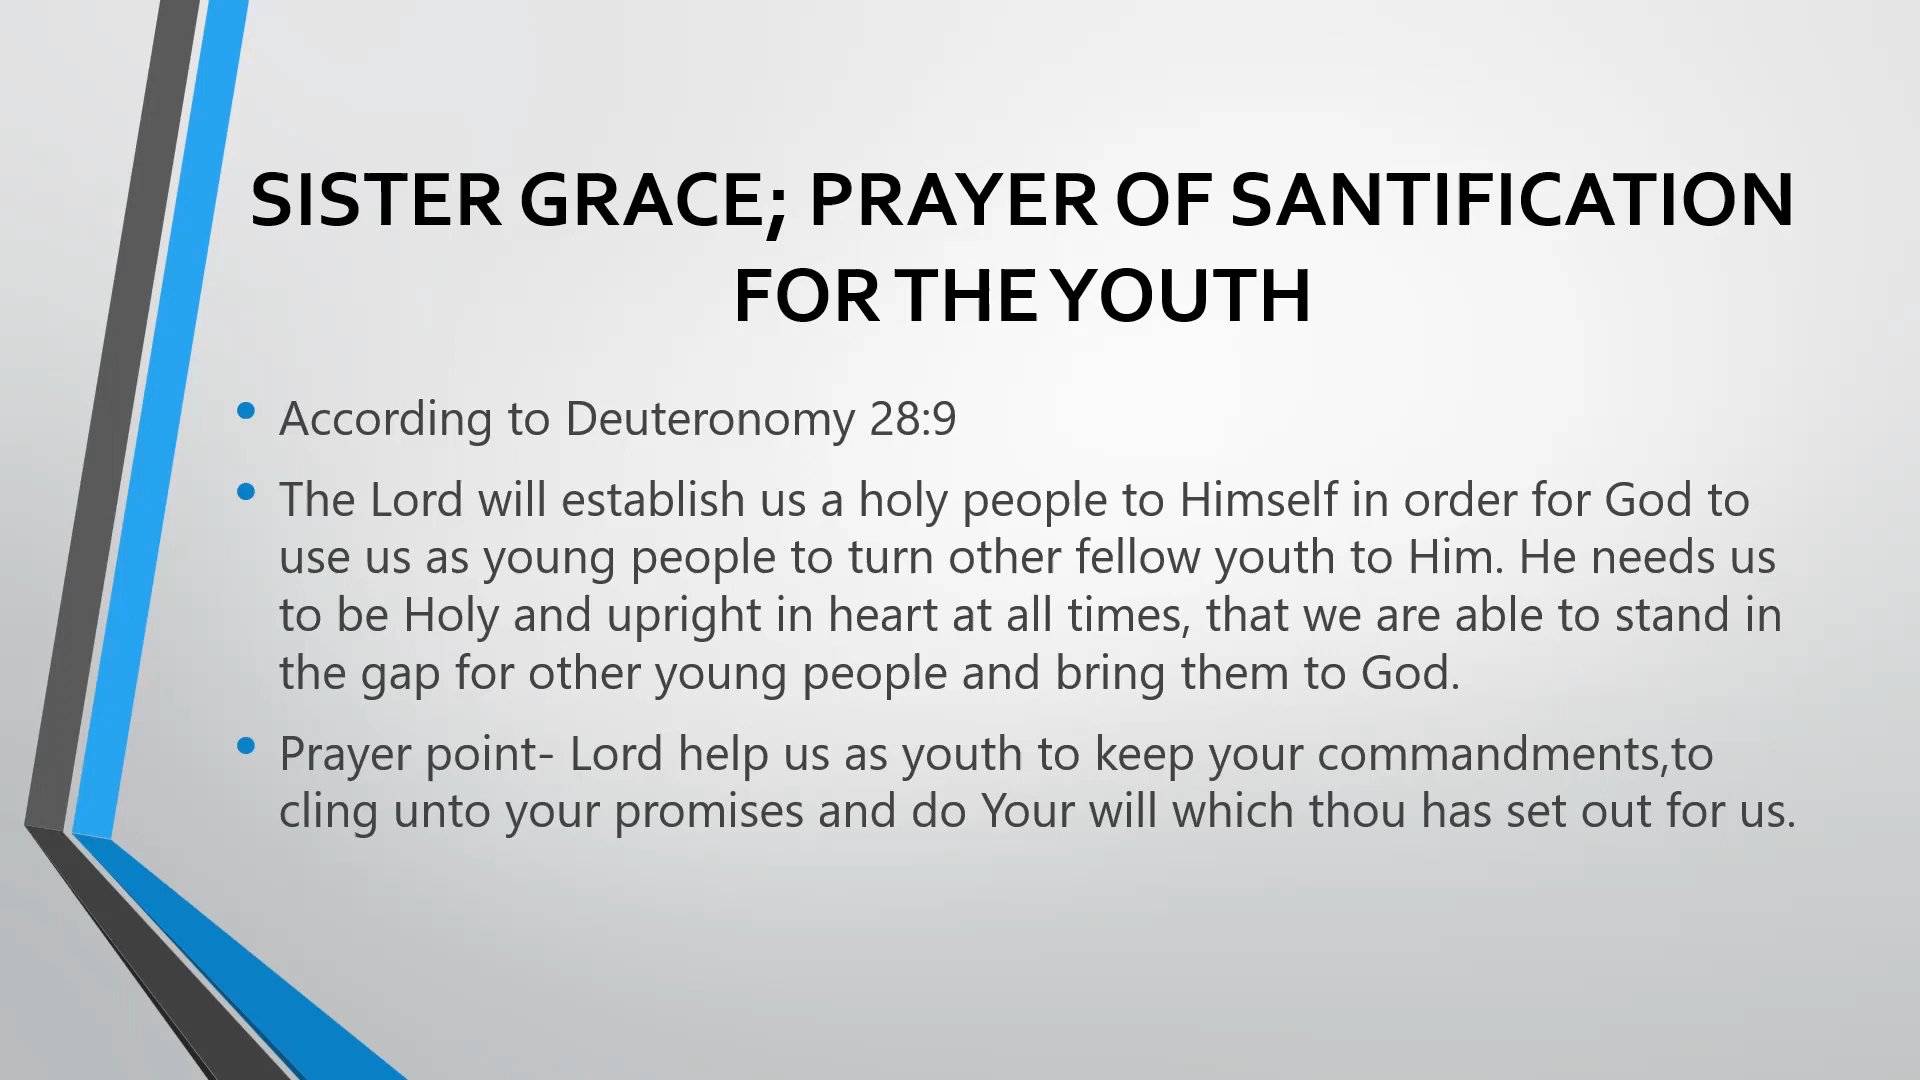 SISTER GRACE; PRAYER OF SANTIFICATION
FOR THE YOUTH
• According to Deuteronomy 28:9
• The Lord will establish us a holy people to Himself in order for God to
use us as young people to turn other fellow youth to Him. He needs us
to be Holy and upright in heart at all times, that we are able to stand in
the gap for other young people and bring them to God.
• Prayer point- Lord help us as youth to keep your commandments,to
cling unto your promises and do Your will which thou has set out for us.